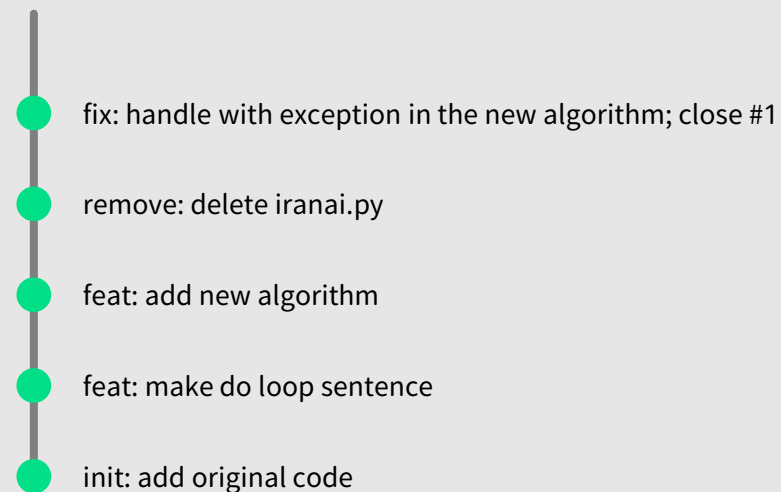 fix: handle with exception in the new algorithm; close #1
remove: delete iranai.py
feat: add new algorithm
feat: make do loop sentence
init: add original code